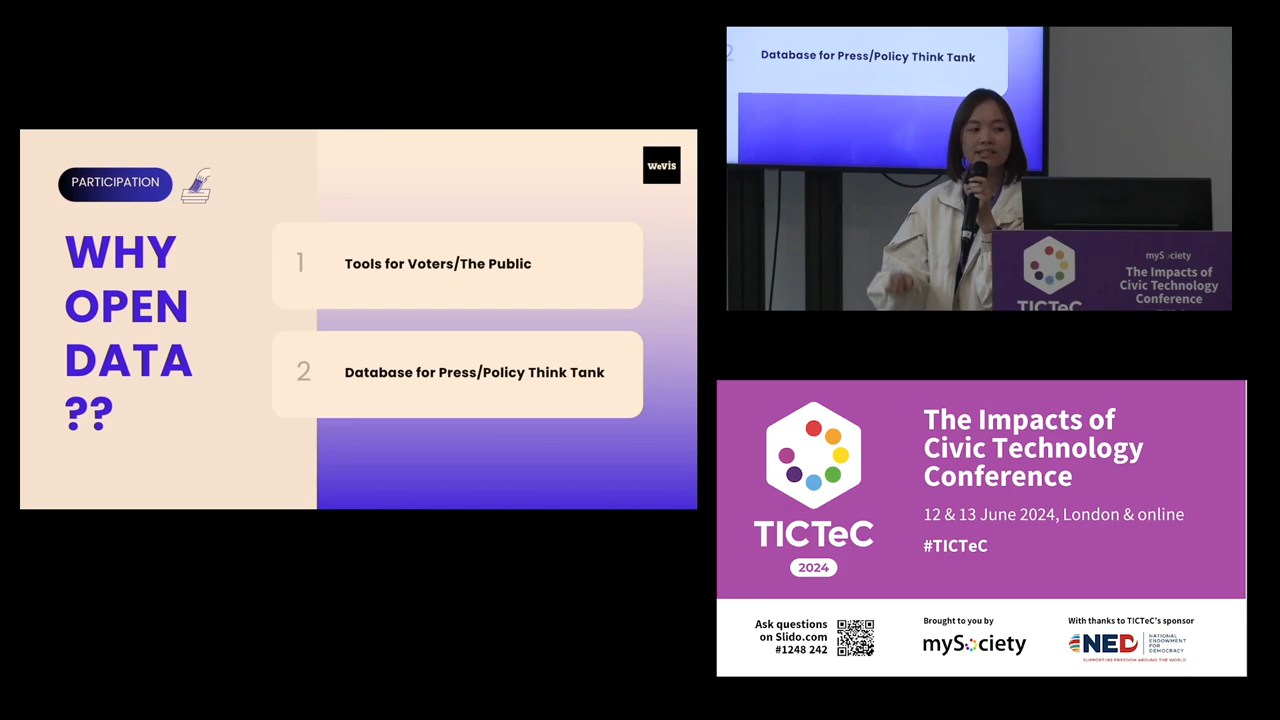 PARTICIPATION
WeVis
WHY
OPEN
DATA
??
1
Tools for Voters/The Public
2
Database for Press/Policy Think Tank
2
Database for Press/Policy Think Tank
TICTeC
mySociety
The Impacts of
Civic Technology
Conference
TICTeC
2024
The Impacts of
Civic Technology
Conference
12 & 13 June 2024, London & online
#TICTeC
Ask questions
on Slido.com
#1248 242
Brought to you by
mySociety
With thanks to TICTeC's sponsor
NED
NATIONAL
ENDOWMENT
FOR
DEMOCRACY
SUPPORTING FREEDOM AROUND THE WORLD